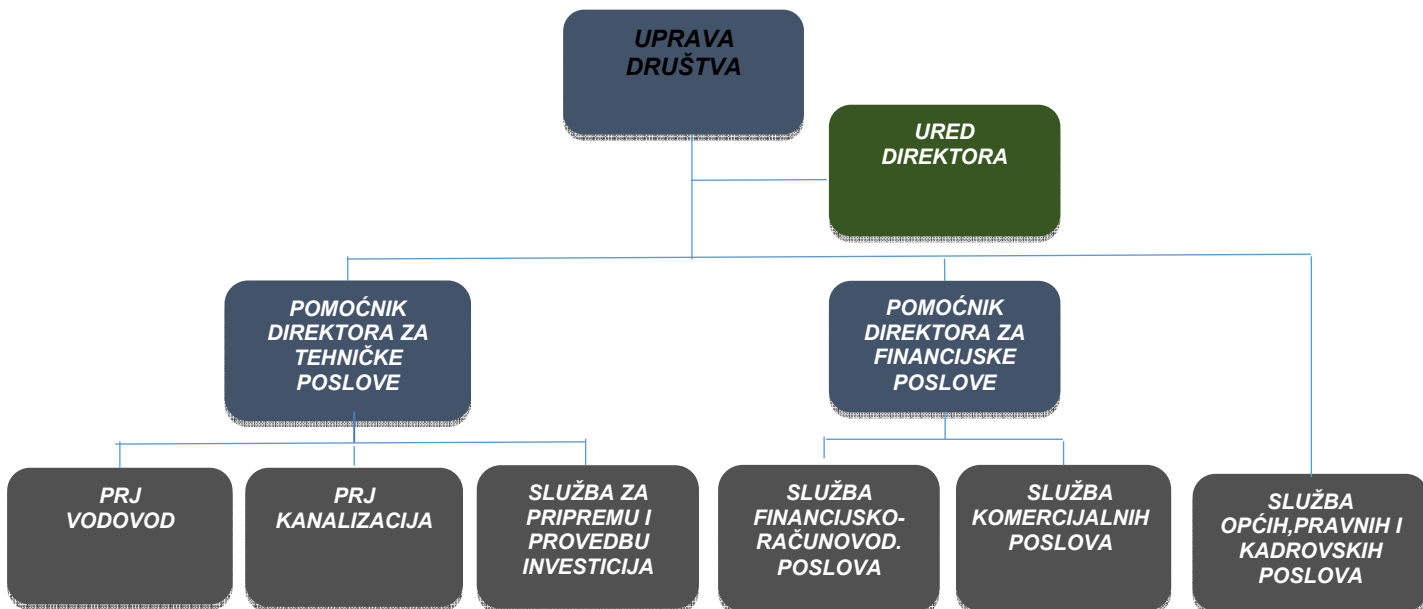 UPRAVA
DRUŠTVA
URED
DIREKTORA
POMOĆNIK
DIREKTORA ZA
TEHNIČKE
POSLOVE
POMOĆNIK
DIREKTORA ZA
FINANCIJSKE
POSLOVE
PRJ
VODOVOD
PRJ
KANALIZACIJA
SLUŽBA ZA
PRIPREMU I
PROVEDBU
INVESTICIJA
SLUŽBA
FINANCIJSKO-
RAČUNOVOD.
POSLOVA
SLUŽBA
KOMERCIJALNIH
POSLOVA
SLUŽBA
OPĆIH,PRAVNIH I
KADROVSKIH
POSLOVA